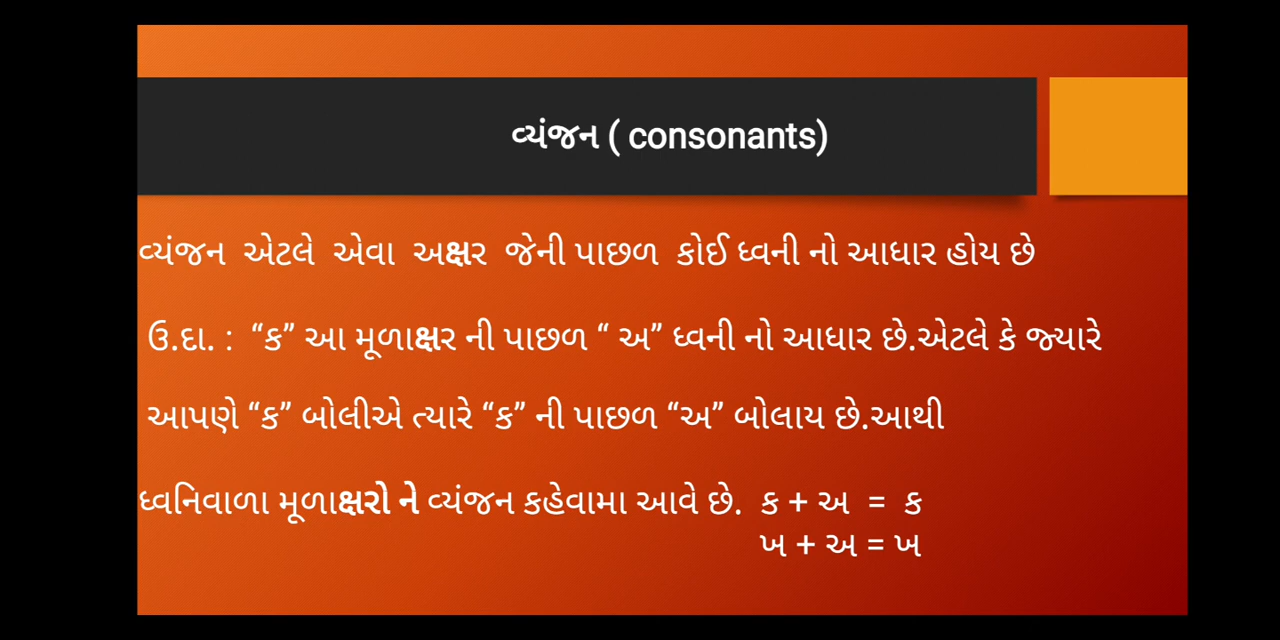 વ્યંજન ( consonants)
વ્યંજન એટલે એવા અક્ષર જેની પાછળ કોઈ ધ્વની નો આધાર હોય છે
ઉ.દા. : “ક” આ મૂળાક્ષર ની પાછળ “ અ” ધ્વની નો આધાર છે.એટલે કે જ્યારે
આપણે “ક” બોલીએ ત્યારે “ક” ની પાછળ “અ” બોલાય છે.આથી
ધ્વનિવાળા મૂળાક્ષરો ને વ્યંજન કહેવામા આવે છે. ક + અ = ક
ખ + અ = ખ